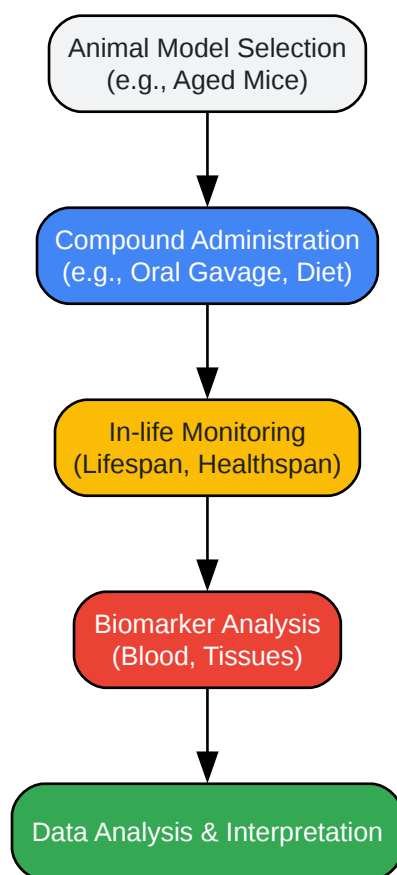 Animal Model Selection
(e.g., Aged Mice)
Compound Administration
(e.g., Oral Gavage, Diet)
In-life Monitoring
(Lifespan, Healthspan)
Biomarker Analysis
(Blood, Tissues)
Data Analysis & Interpretation